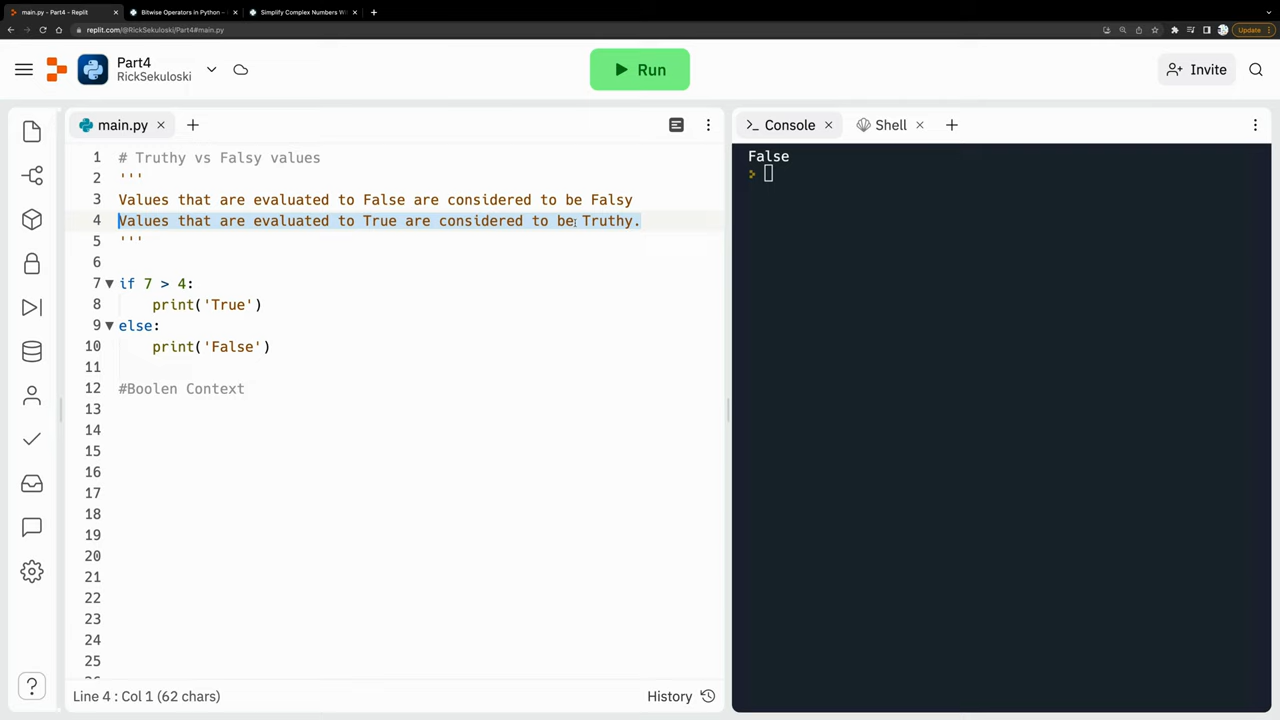 main.py - Part4 - Replit
Bitwise Operators in Python –
Simplify Complex Numbers Wi
replit.com/@RickSekuloski/Part4#main.py
Update
Part4
RickSekuloski
Run
Invite
main.py
Console
Shell
1 # Truthy vs Falsy values
2 '''
3 Values that are evaluated to False are considered to be Falsy
4 Values that are evaluated to True are considered to be Truthy.
5 '''
6
7 if 7 > 4:
8 print('True')
9 else:
10 print('False')
11
12 #Boolen Context
13
14
15
16
17
18
19
20
21
22
23
24
25
False
Line 4 : Col 1 (62 chars)
History
?